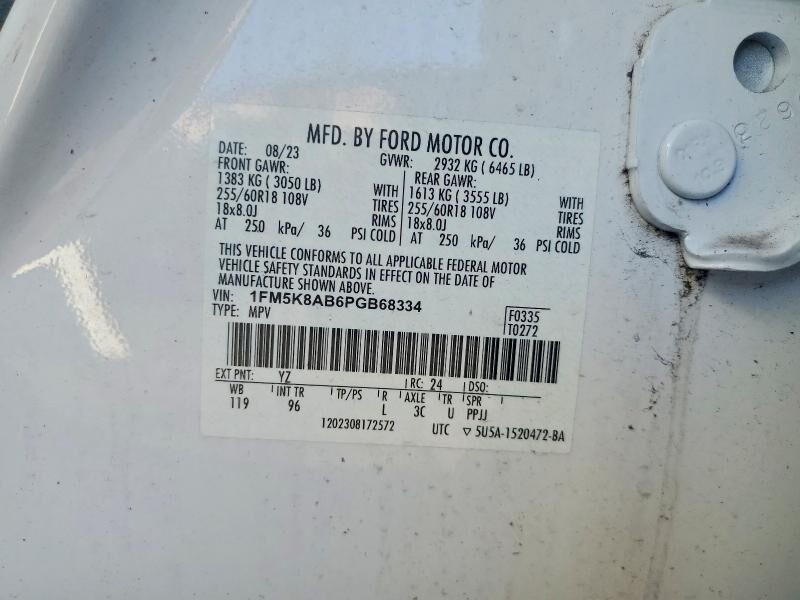 MFD. BY FORD MOTOR CO.
DATE: 08/23 GVWR: 2932 KG ( 6465 LB)
FRONT GAWR: REAR GAWR:
1383 KG ( 3050 LB) WITH 1613 KG ( 3555 LB) WITH
255/60R18 108V TIRES 255/60R18 108V TIRES
18x8.0J RIMS 18x8.0J RIMS
AT 250 kPa/ 36 PSI COLD AT 250 kPa/ 36 PSI COLD
THIS VEHICLE CONFORMS TO ALL APPLICABLE FEDERAL MOTOR
VEHICLE SAFETY STANDARDS IN EFFECT ON THE DATE OF
MANUFACTURE SHOWN ABOVE.
VIN: 1FM5K8AB6PGB68334 F0335
TYPE: MPV T0272
EXT PNT: YZ RC: 24 DSO:
WB INT TR TP/PS R AXLE TR SPR
119 96 L 3C U PPJJ
1202308172572 UTC ▽ 5U5A-1520472-BA